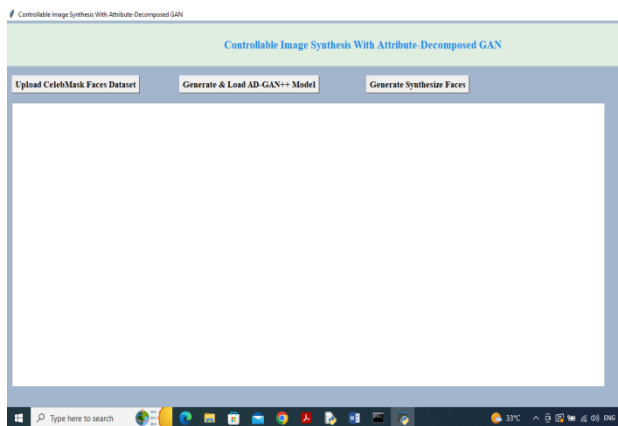 Controllable Image Synthesis With Attribute-Decomposed GAN
Controllable Image Synthesis With Attribute-Decomposed GAN
Upload CelebMask Faces Dataset
Generate & Load AD-GAN++ Model
Generate Synthesize Faces
Type here to search
33°C
ENG